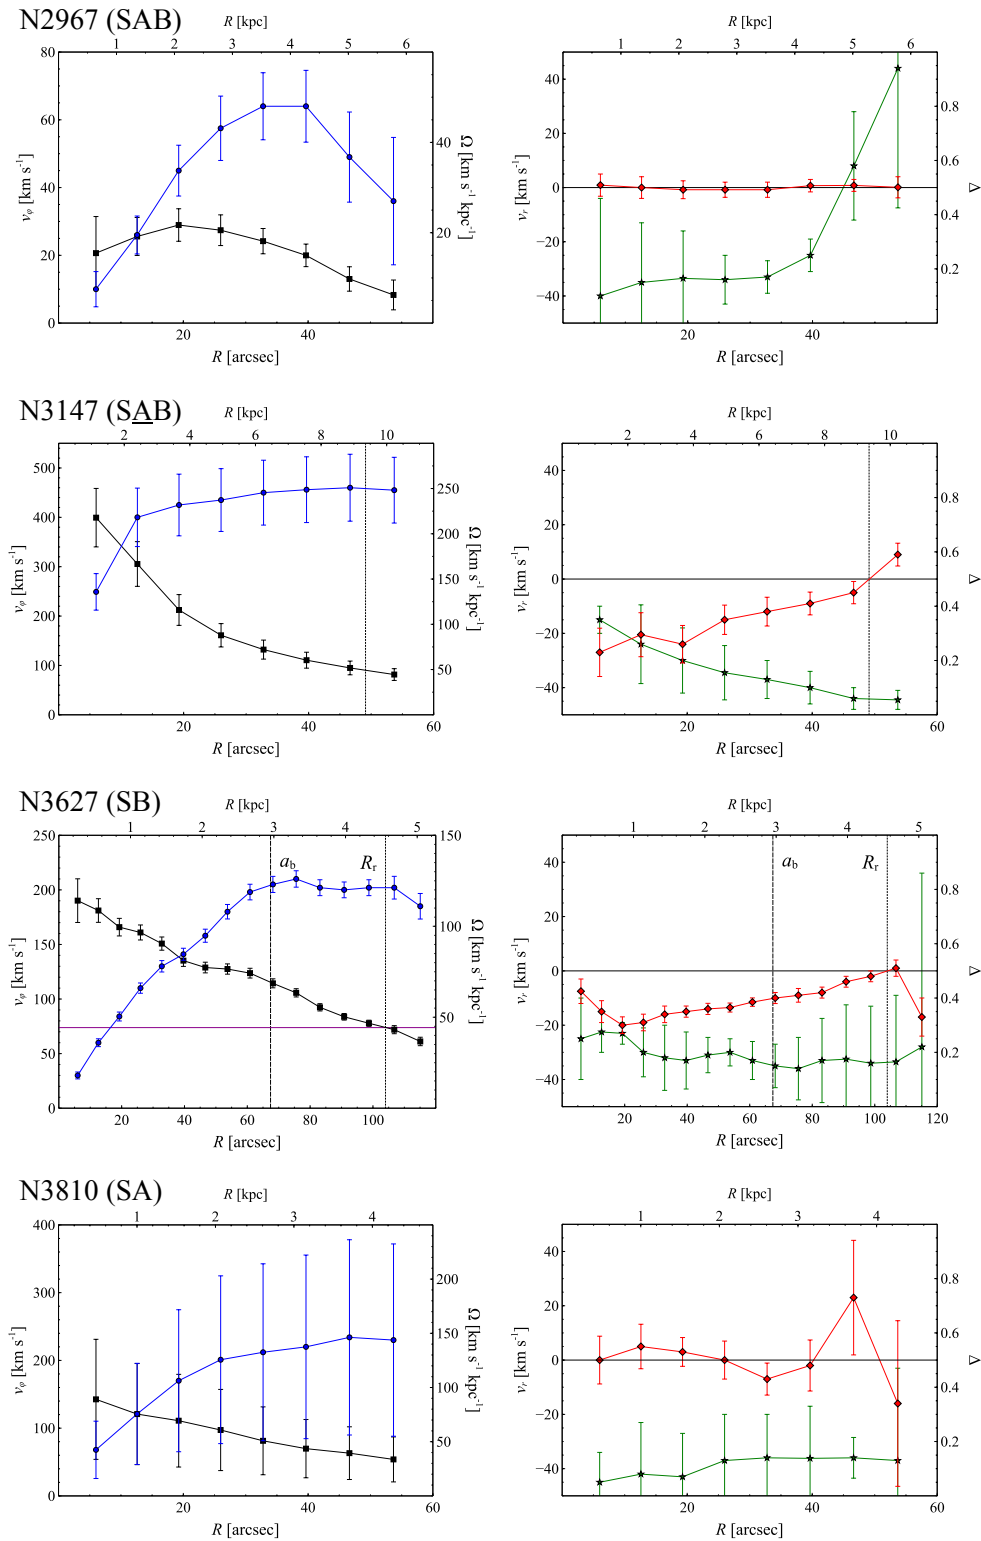 N2967 (SAB)
R [kpc]
R [kpc]
1 2 3 4 5 6
1 2 3 4 5 6
80
60
40
20
0
vφ [km s⁻¹]
40
20
Ω [km s⁻¹ kpc⁻¹]
40
20
0
−20
−40
vr [km s⁻¹]
0.8
0.6
0.4
0.2
Δ
20 40 60
20 40 60
R [arcsec]
R [arcsec]
N3147 (SAB)
R [kpc]
R [kpc]
2 4 6 8 10
2 4 6 8 10
500
400
300
200
100
0
vφ [km s⁻¹]
250
200
150
100
50
Ω [km s⁻¹ kpc⁻¹]
40
20
0
−20
−40
vr [km s⁻¹]
0.8
0.6
0.4
0.2
Δ
20 40 60
20 40 60
R [arcsec]
R [arcsec]
N3627 (SB)
R [kpc]
R [kpc]
1 2 3 4 5
1 2 3 4 5
250
200
150
100
50
0
vφ [km s⁻¹]
ab
Rr
150
100
50
Ω [km s⁻¹ kpc⁻¹]
40
20
0
−20
−40
vr [km s⁻¹]
ab
Rr
0.8
0.6
0.4
0.2
Δ
20 40 60 80 100
20 40 60 80 100 120
R [arcsec]
R [arcsec]
N3810 (SA)
R [kpc]
R [kpc]
1 2 3 4
1 2 3 4
400
300
200
100
0
vφ [km s⁻¹]
200
150
100
50
Ω [km s⁻¹ kpc⁻¹]
40
20
0
−20
−40
vr [km s⁻¹]
0.8
0.6
0.4
0.2
Δ
20 40 60
20 40 60
R [arcsec]
R [arcsec]